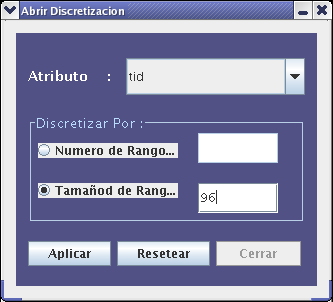 Abrir Discretizacion
Atributo :
tid
Discretizar Por :
Numero de Rango...
Tamañod de Rang...
96
Aplicar Resetear Cerrar